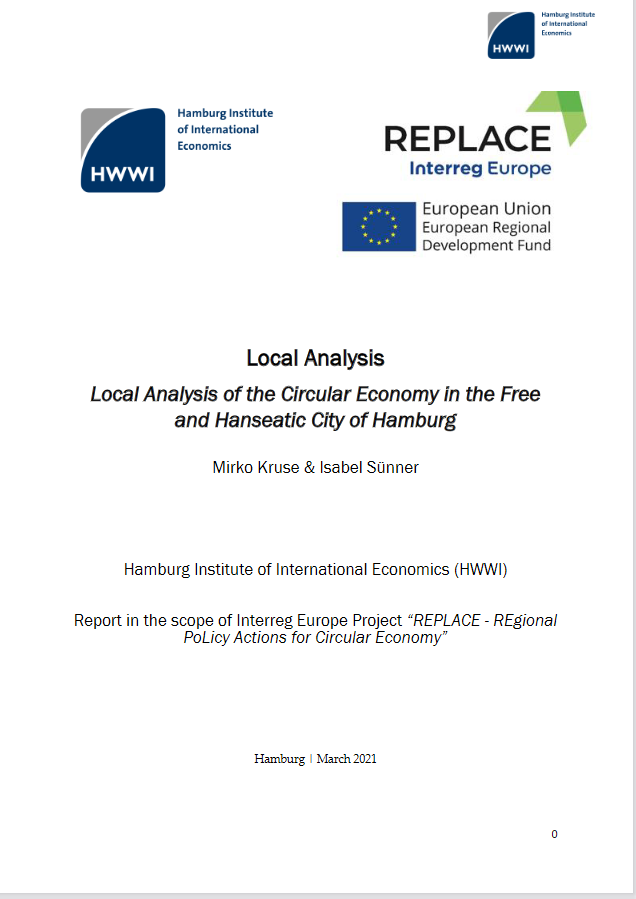 Hamburg Institute
of International
Economics
HWWI
Hamburg Institute
of International
Economics
HWWI
REPLACE
Interreg Europe
European Union
European Regional
Development Fund
Local Analysis
Local Analysis of the Circular Economy in the Free
and Hanseatic City of Hamburg
Mirko Kruse & Isabel Sünner
Hamburg Institute of International Economics (HWWI)
Report in the scope of Interreg Europe Project “REPLACE - REgional
PoLicy Actions for Circular Economy”
Hamburg | March 2021
0